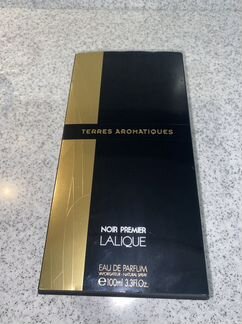 TERRES AROMATIQUES
NOIR PREMIER
LALIQUE
EAU DE PARFUM
VAPORISATEUR - NATURAL SPRAY
℮100ml 3.3Fl.Oz.